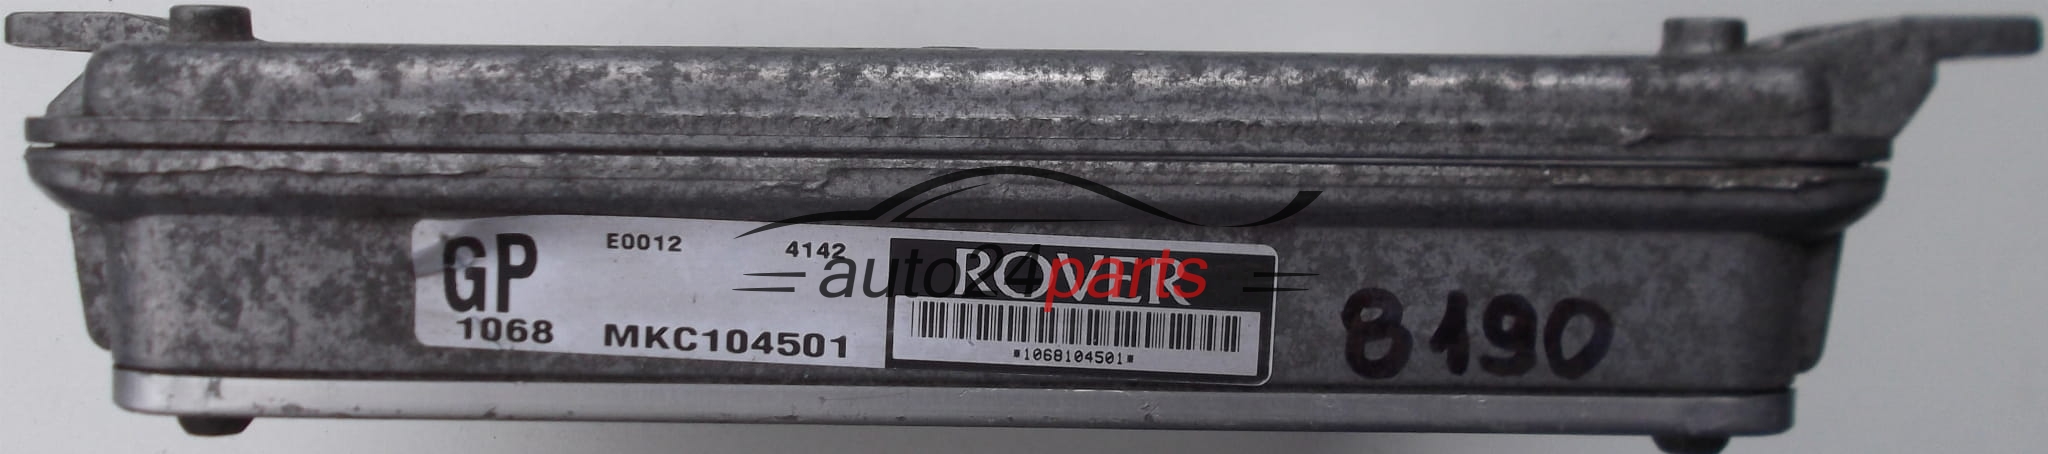 GP
E0012 4142
1068 MKC104501
ROVER
*1068104501*
auto24parts
8190